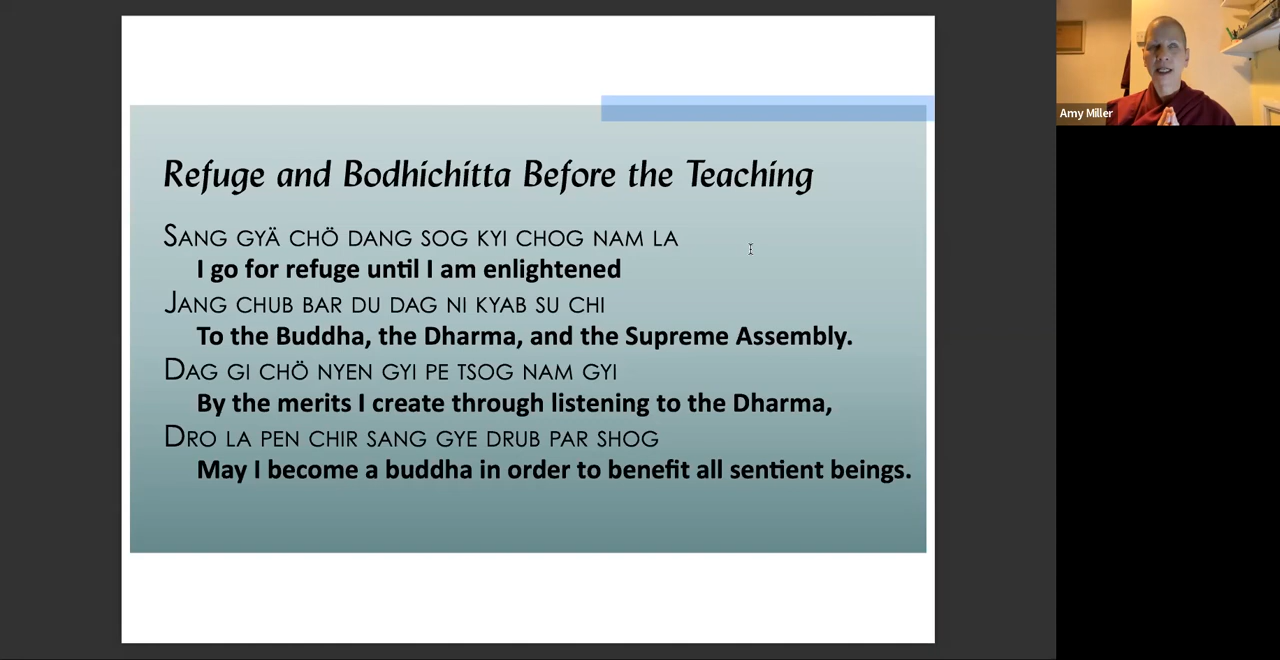 Refuge and Bodhichitta Before the Teaching
SANG GYÄ CHÖ DANG SOG KYI CHOG NAM LA
I go for refuge until I am enlightened
JANG CHUB BAR DU DAG NI KYAB SU CHI
To the Buddha, the Dharma, and the Supreme Assembly.
DAG GI CHÖ NYEN GYI PE TSOG NAM GYI
By the merits I create through listening to the Dharma,
DRO LA PEN CHIR SANG GYE DRUB PAR SHOG
May I become a buddha in order to benefit all sentient beings.
Amy Miller